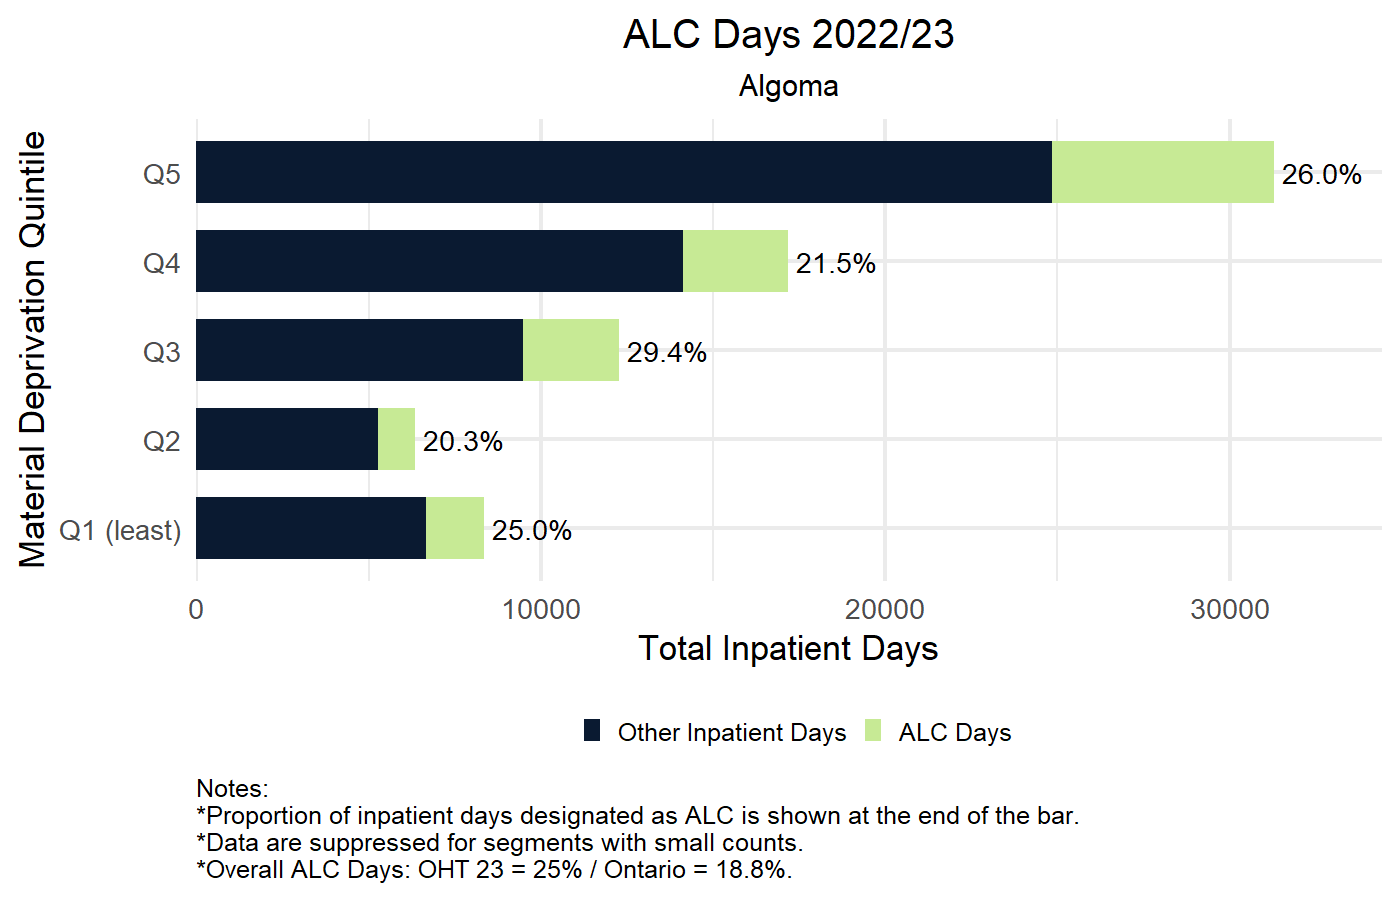 ALC Days 2022/23
Algoma
Material Deprivation Quintile
Q5
26.0%
Q4
21.5%
Q3
29.4%
Q2
20.3%
Q1 (least)
25.0%
0 10000 20000 30000
Total Inpatient Days
Other Inpatient Days ALC Days
Notes:
*Proportion of inpatient days designated as ALC is shown at the end of the bar.
*Data are suppressed for segments with small counts.
*Overall ALC Days: OHT 23 = 25% / Ontario = 18.8%.